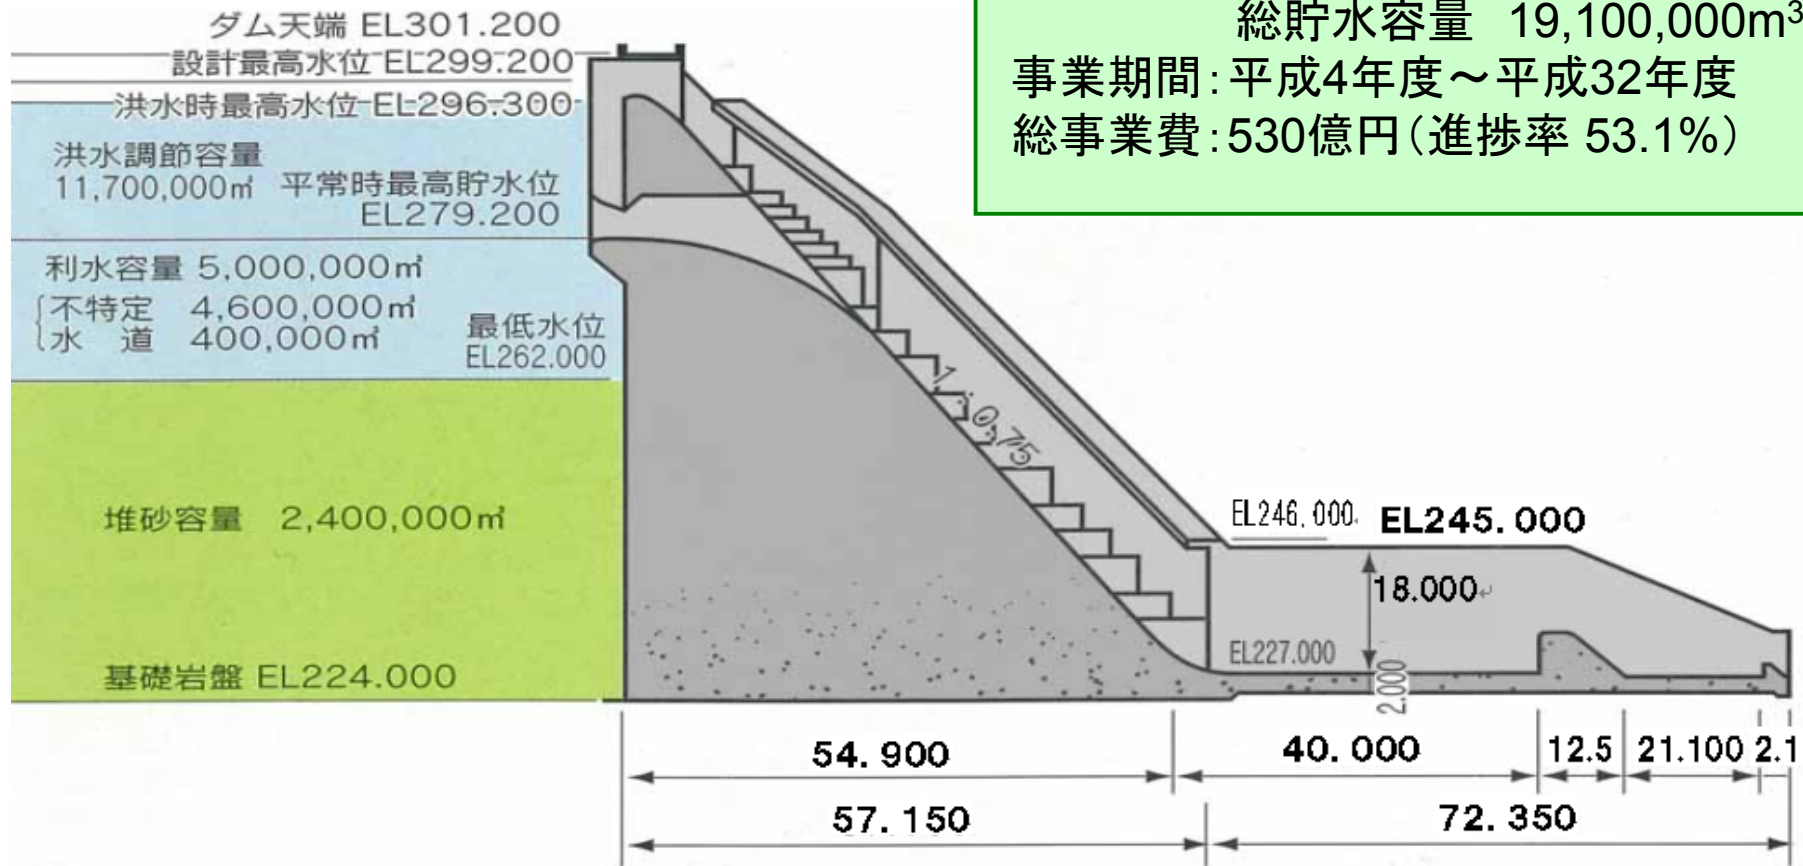 ダム天端 EL301.200
設計最高水位 EL299.200
洪水時最高水位 EL296.300
洪水調節容量
11,700,000㎥
平常時最高貯水位
EL279.200
利水容量 5,000,000㎥
不特定 4,600,000㎥
水 道 400,000㎥
最低水位
EL262.000
堆砂容量 2,400,000㎥
基礎岩盤 EL224.000
総貯水容量 19,100,000m³
事業期間：平成4年度～平成32年度
総事業費：530億円（進捗率 53.1%）
1:0.75
EL246.000 EL245.000
18.000
EL227.000
2.000
54.900 40.000 12.5 21.100 2.1
57.150 72.350